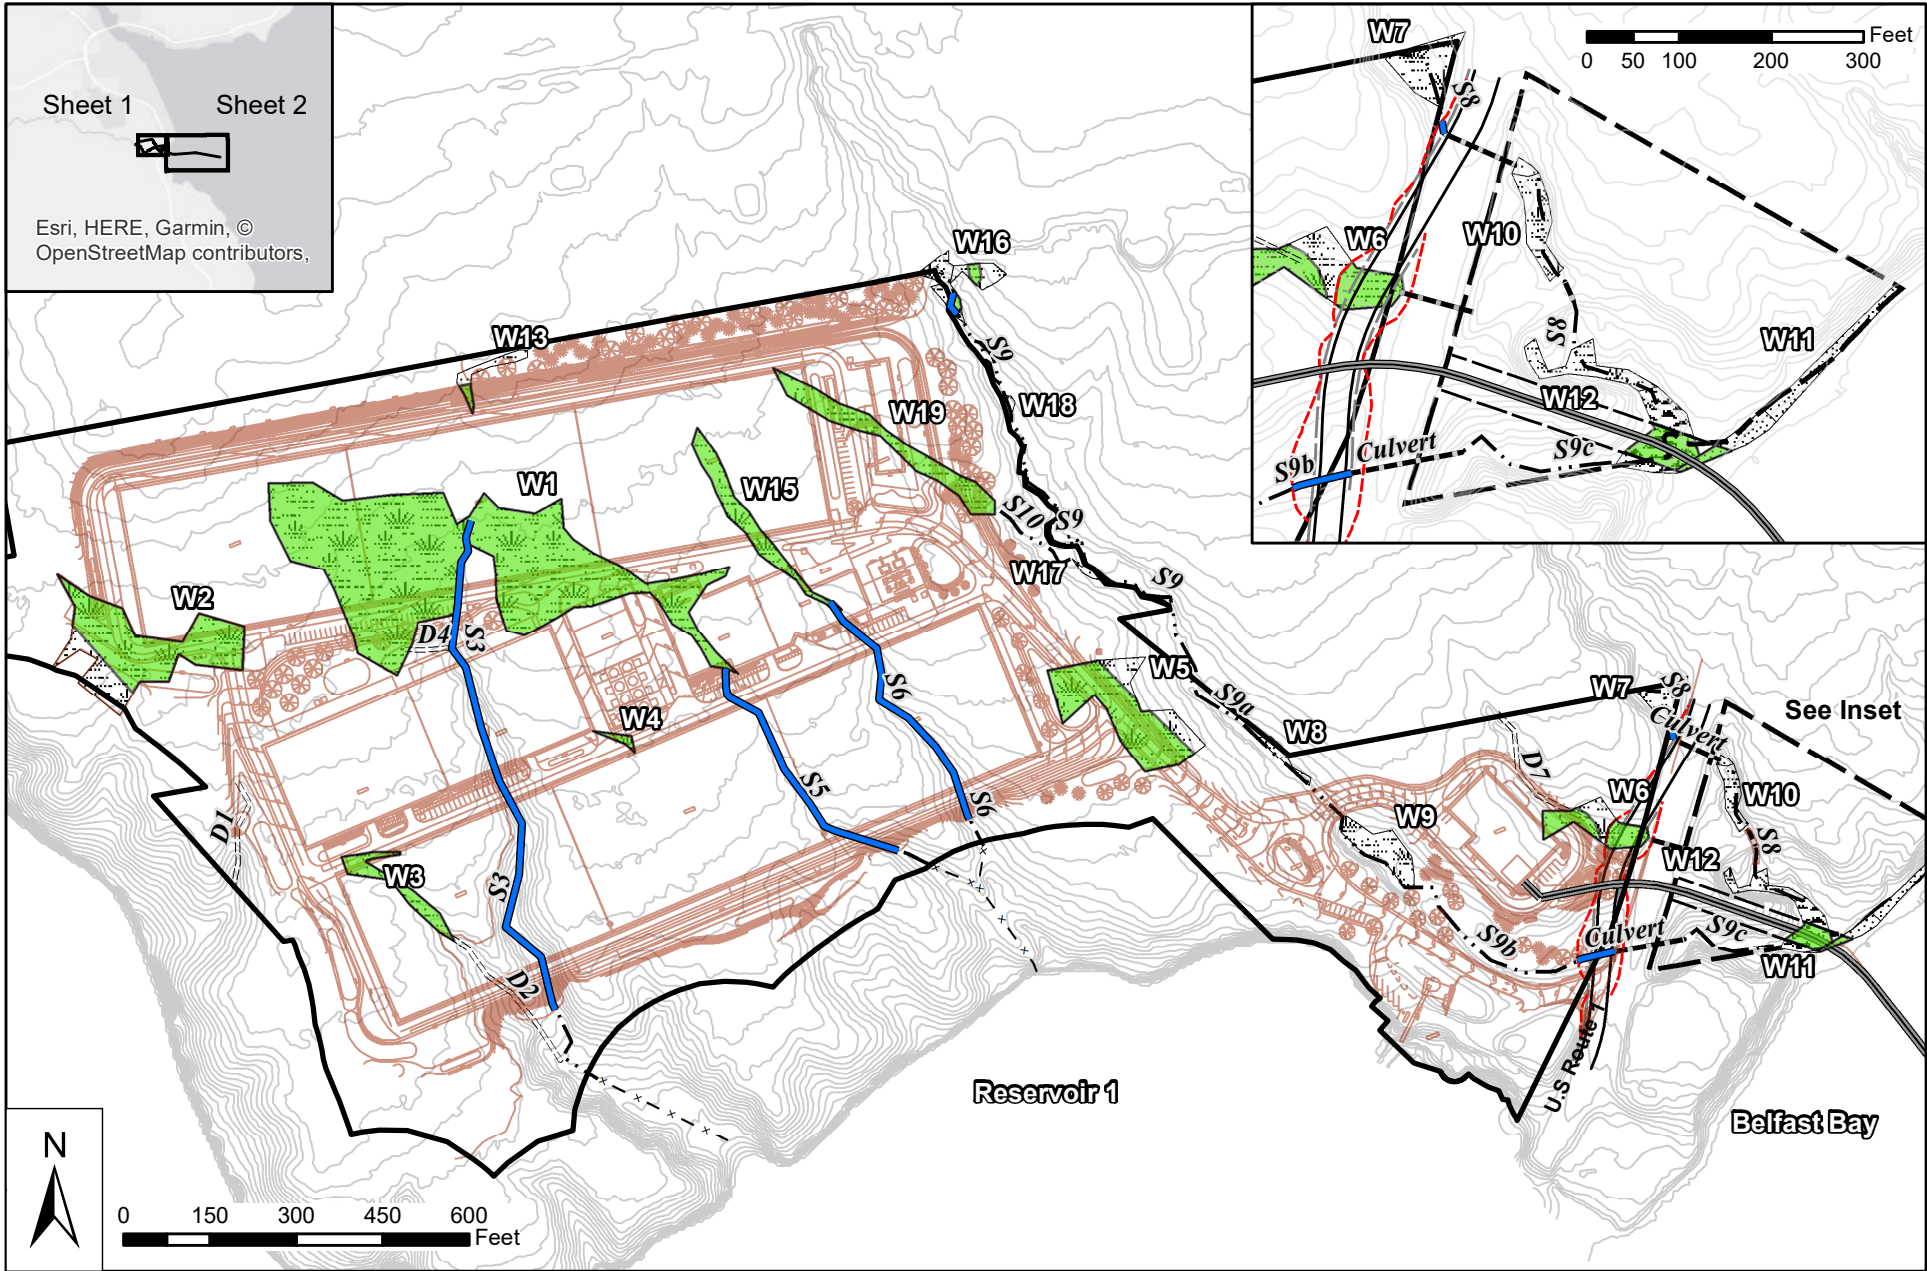 Sheet 1
Sheet 2
Esri, HERE, Garmin, ©
OpenStreetMap contributors,
W7
Feet
0 50 100 200 300
S8
W6
W10
S8
W11
W12
Culvert
S9b
S9c
W16
W13
S9
W18
W19
W1
W15
S10
S9
W17
S9
W2
D4
S3
W5
S6
S9a
W7
S8
See Inset
W4
W8
Culvert
D7
S5
S6
W6
W10
D1
W9
S8
W12
W3
S3
S9b
Culvert
S9c
W11
D2
U.S Route 1
Reservoir 1
Belfast Bay
N
0 150 300 450 600
Feet